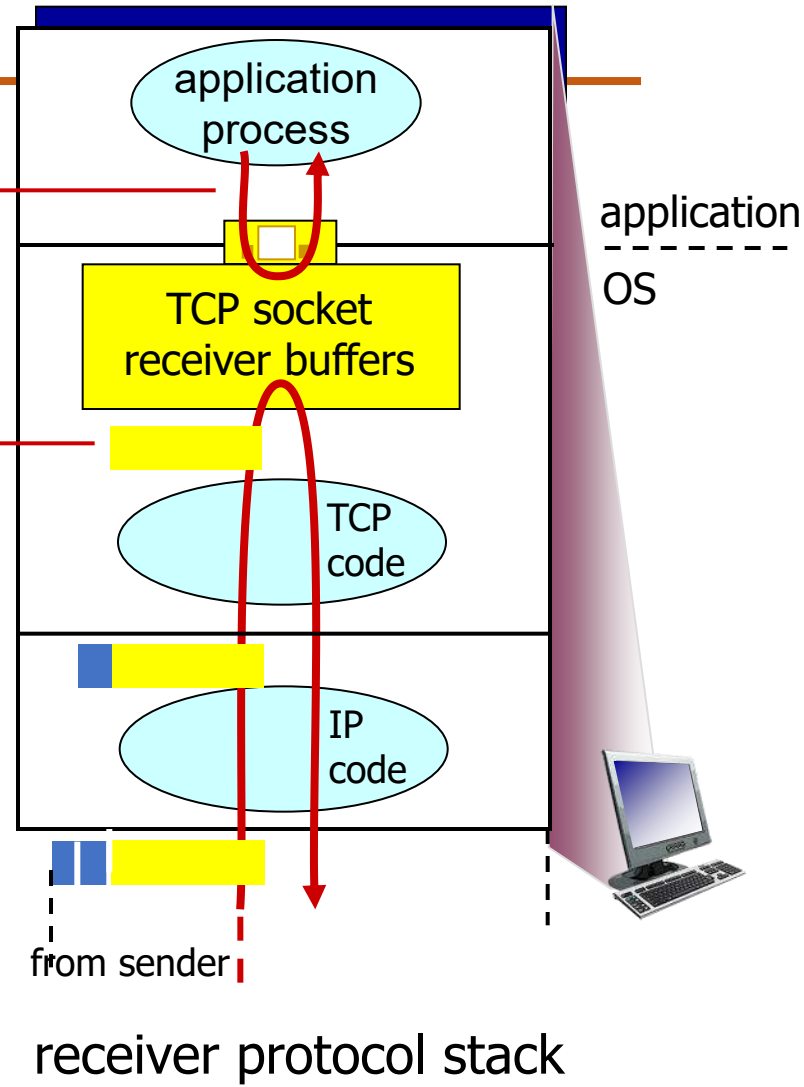 application
process
application
OS
TCP socket
receiver buffers
TCP
code
IP
code
from sender
receiver protocol stack